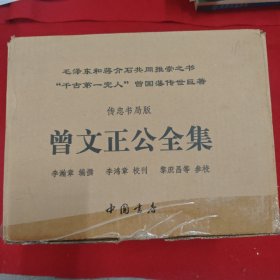 毛泽东和蒋介石共同推崇之书
“千古第一完人”曾国藩传世巨著
传忠书局版
曾文正公全集
李瀚章 编撰 李鸿章 校刊 黎庶昌等 参校
中国书店